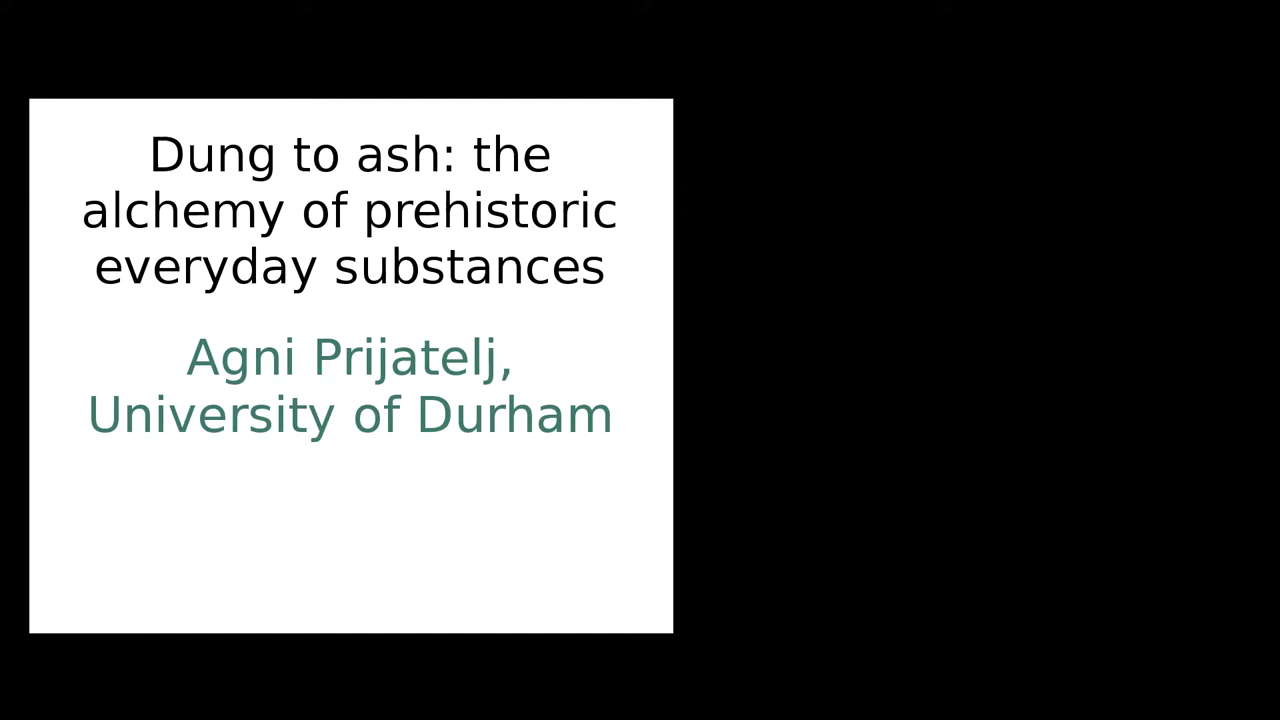 Dung to ash: the
alchemy of prehistoric
everyday substances
Agni Prijatelj,
University of Durham